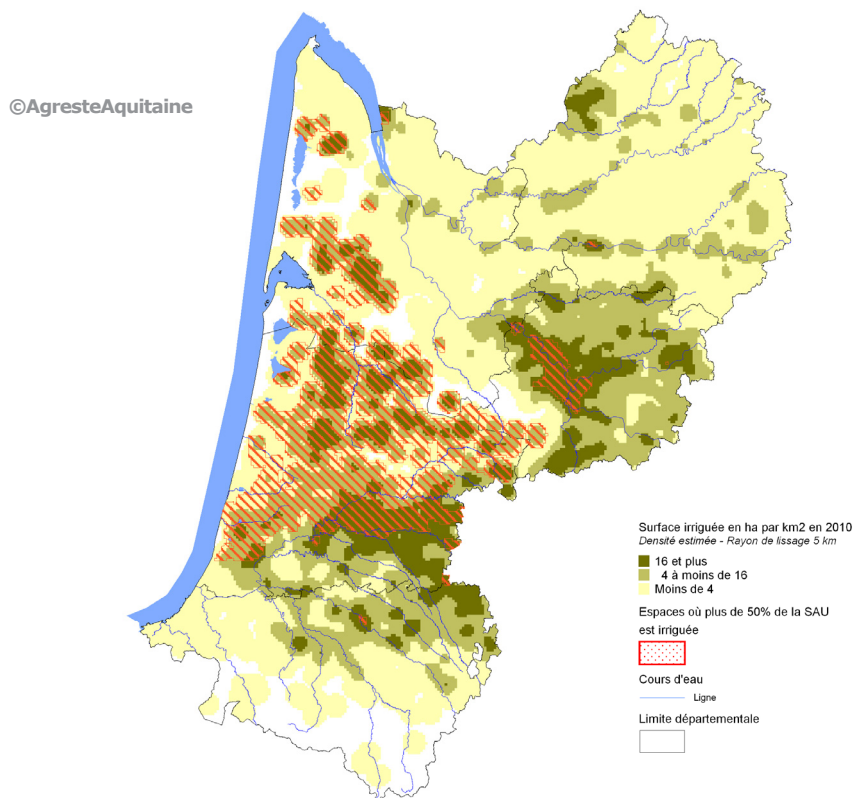 ©AgresteAquitaine
Surface irriguée en ha par km2 en 2010
Densité estimée - Rayon de lissage 5 km
16 et plus
4 à moins de 16
Moins de 4
Espaces où plus de 50% de la SAU
est irriguée
Cours d'eau
Ligne
Limite départementale